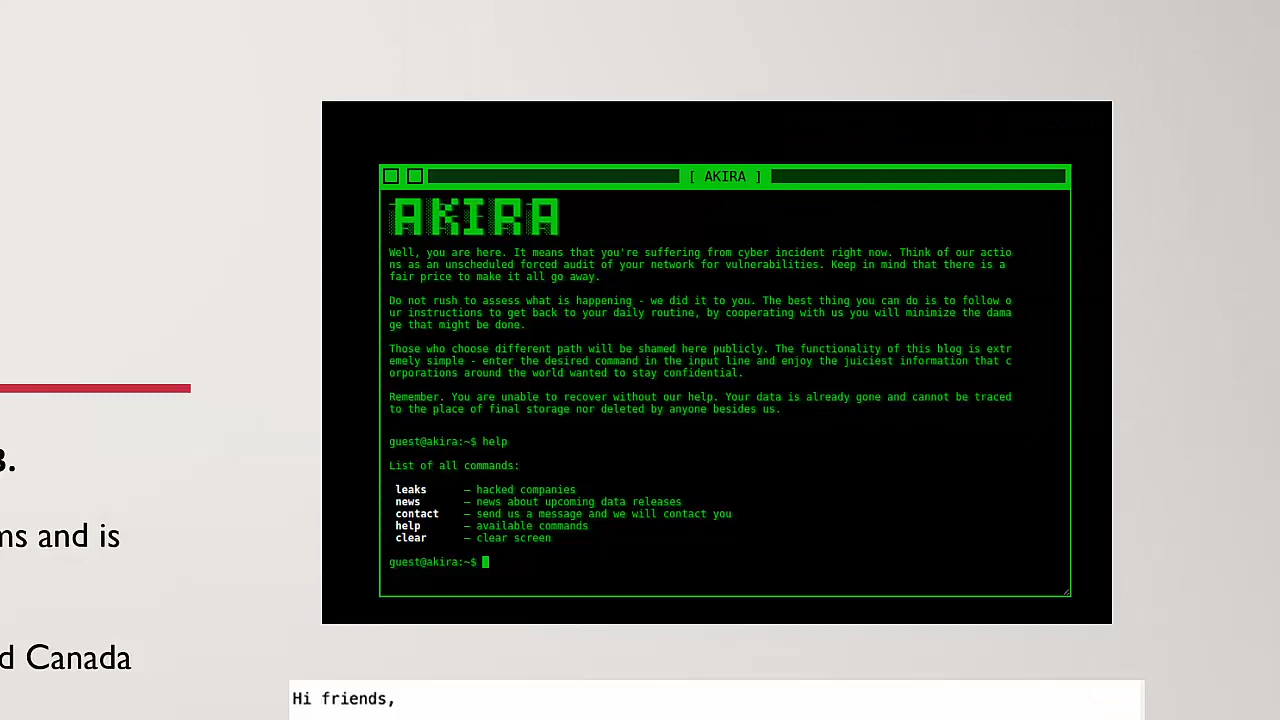 [ AKIRA ]
AKIRA
Well, you are here. It means that you're suffering from cyber incident right now. Think of our actio
ns as an unscheduled forced audit of your network for vulnerabilities. Keep in mind that there is a
fair price to make it all go away.
Do not rush to assess what is happening - we did it to you. The best thing you can do is to follow o
ur instructions to get back to your daily routine, by cooperating with us you will minimize the dama
ge that might be done.
Those who choose different path will be shamed here publicly. The functionality of this blog is extr
emely simple - enter the desired command in the input line and enjoy the juiciest information that c
orporations around the world wanted to stay confidential.
Remember. You are unable to recover without our help. Your data is already gone and cannot be traced
to the place of final storage nor deleted by anyone besides us.
guest@akira:~$ help
List of all commands:
leaks – hacked companies
news – news about upcoming data releases
contact – send us a message and we will contact you
help – available commands
clear – clear screen
guest@akira:~$
3.
ms and is
d Canada
Hi friends,